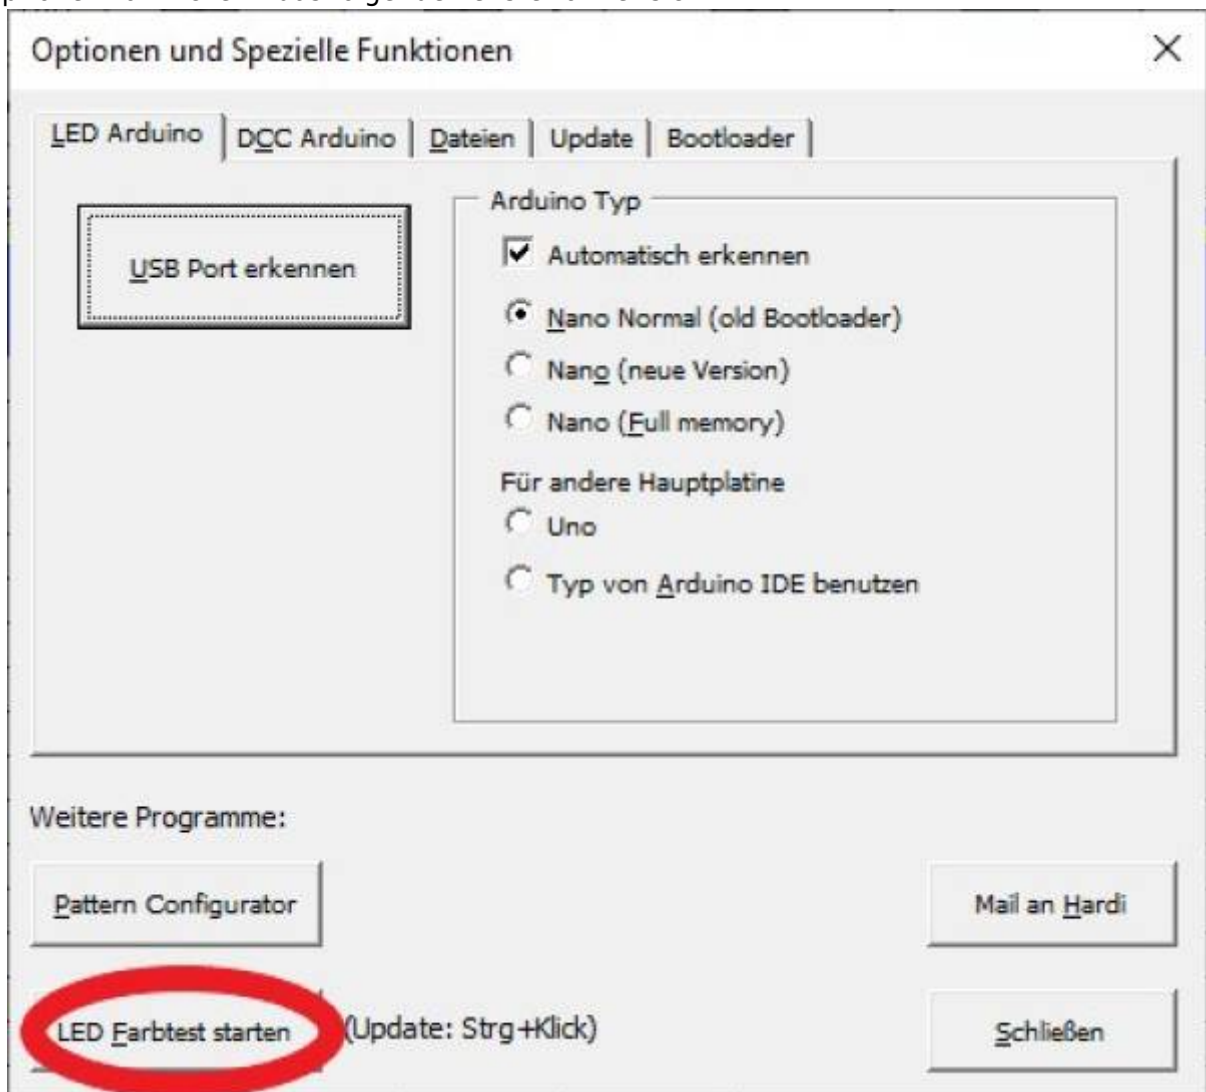 Optionen und Spezielle Funktionen
LED Arduino DCC Arduino Dateien Update Bootloader
USB Port erkennen
Arduino Typ
Automatisch erkennen
Nano Normal (old Bootloader)
Nano (neue Version)
Nano (Full memory)
Für andere Hauptplatine
Uno
Typ von Arduino IDE benutzen
Weitere Programme:
Pattern Configurator
Mail an Hardi
LED Farbtest starten (Update: Strg+Klick)
Schließen